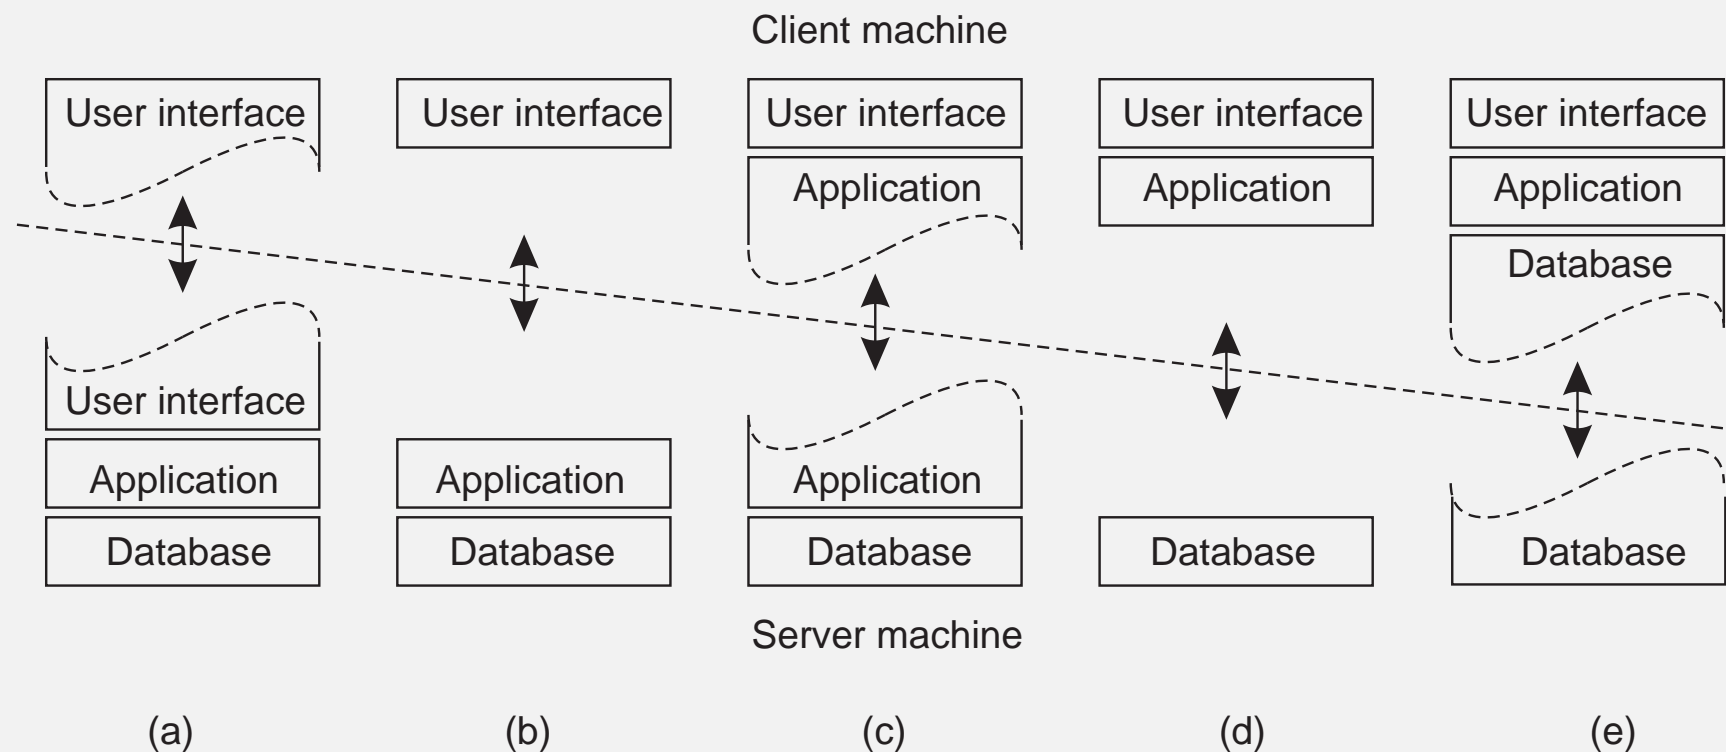 Client machine
User interface
User interface
User interface
User interface
User interface
Application
Application
Application
Database
User interface
Application
Application
Application
Database
Database
Database
Database
Database
Server machine
(a)
(b)
(c)
(d)
(e)